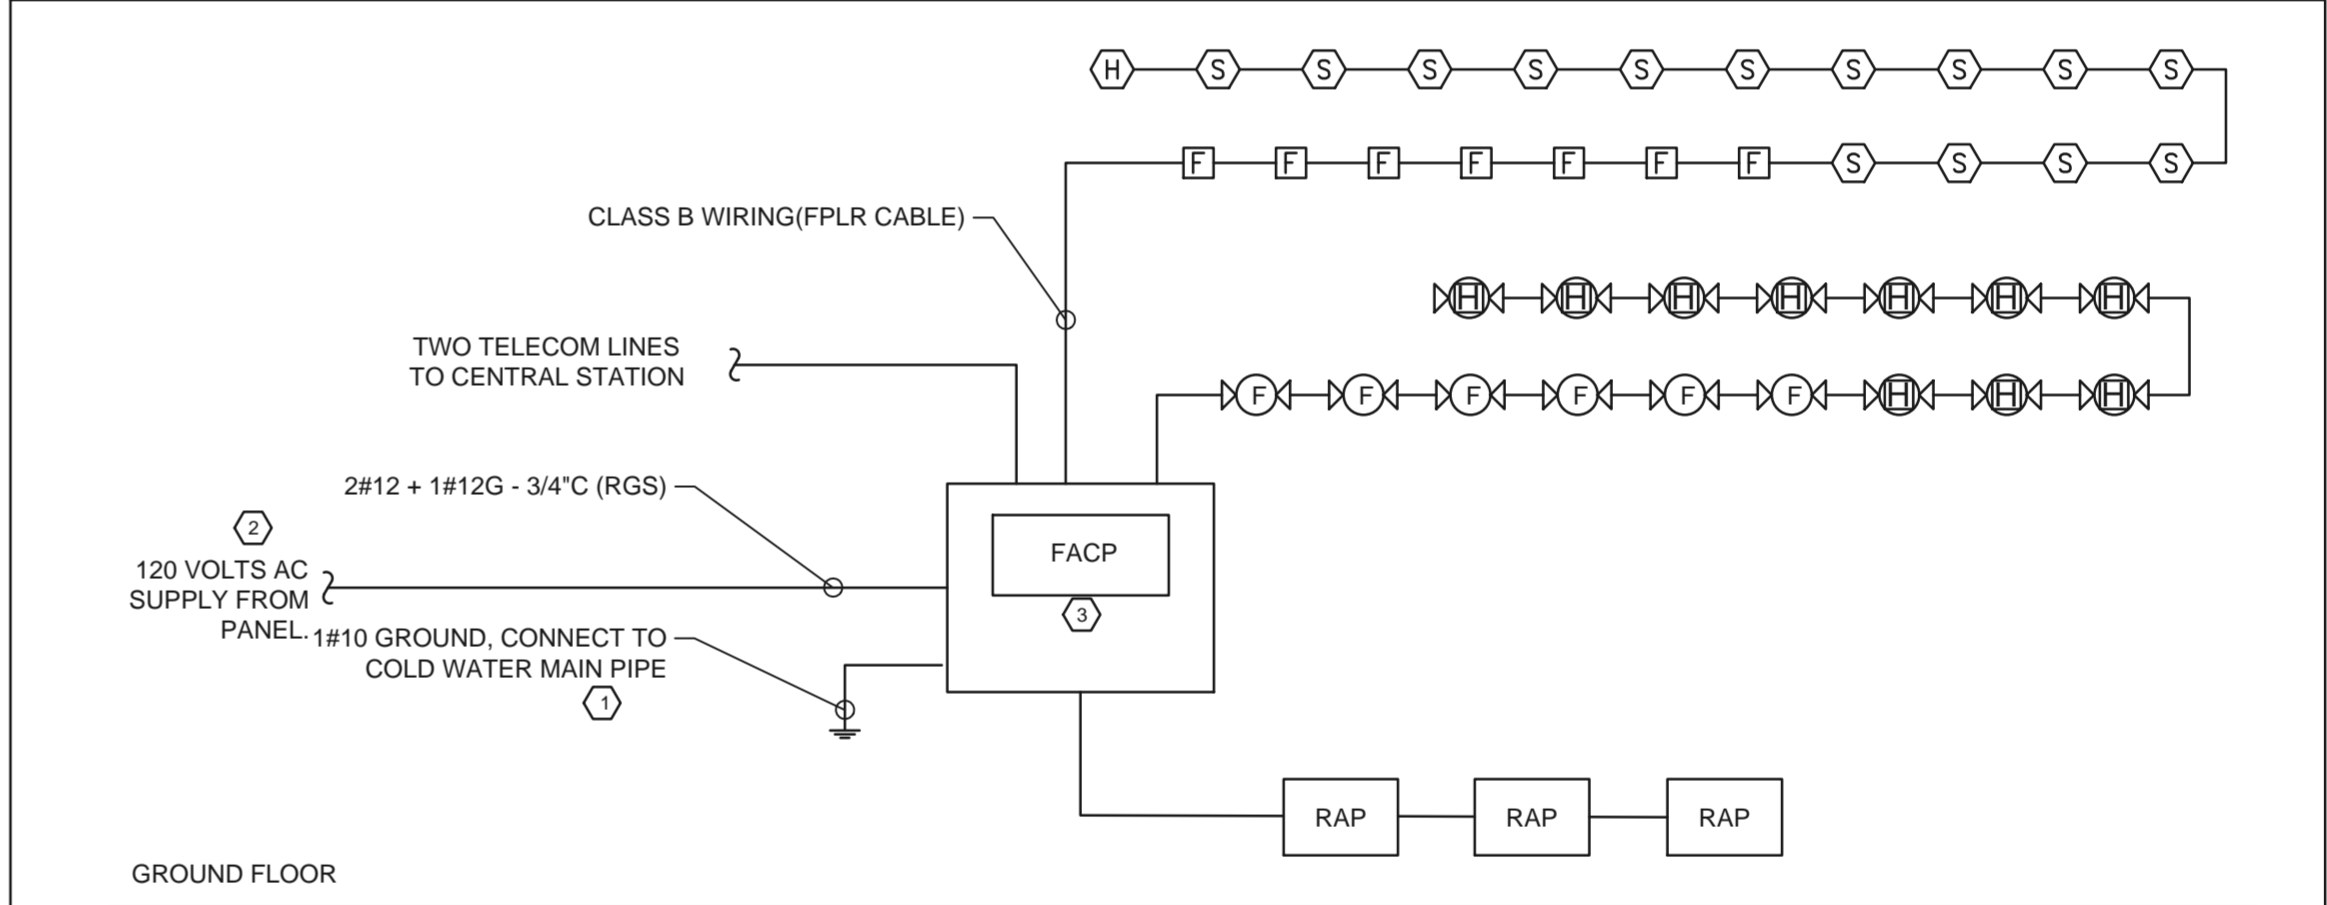 H S S S S S S S S S S
F F F F F F F S S S S
CLASS B WIRING(FPLR CABLE)
H H H H H H H
TWO TELECOM LINES
TO CENTRAL STATION
F F F F F F H H H
2#12 + 1#12G - 3/4"C (RGS)
2
120 VOLTS AC
SUPPLY FROM
PANEL.
FACP
3
1#10 GROUND, CONNECT TO
COLD WATER MAIN PIPE
1
RAP RAP RAP
GROUND FLOOR